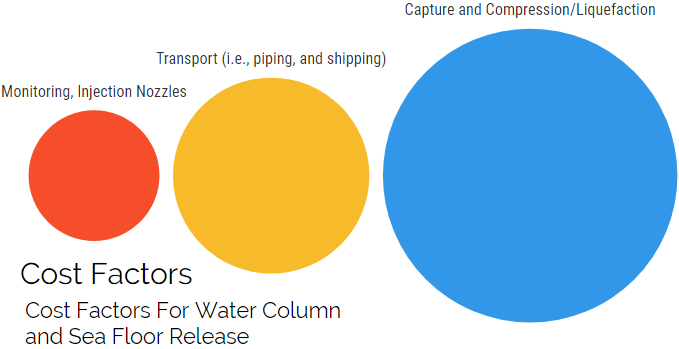 Capture and Compression/Liquefaction
Transport (i.e., piping, and shipping)
Monitoring, Injection Nozzles
Cost Factors
Cost Factors For Water Column
and Sea Floor Release